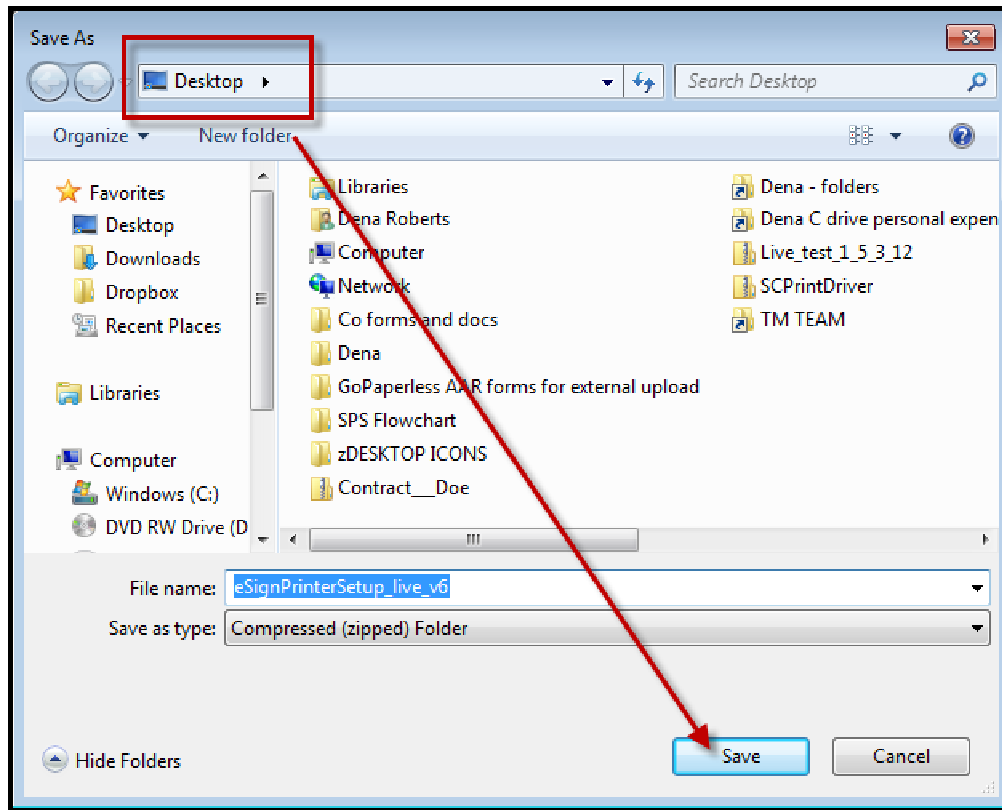 Save As
Desktop
Search Desktop
Organize
New folder
Favorites
Desktop
Downloads
Dropbox
Recent Places
Libraries
Computer
Windows (C:)
DVD RW Drive (D
Libraries
Dena Roberts
Computer
Network
Co forms and docs
Dena
GoPaperless AAR forms for external upload
SPS Flowchart
zDESKTOP ICONS
Contract___Doe
Dena - folders
Dena C drive personal expen
Live_test_1_5_3_12
SCPrintDriver
TM TEAM
File name: eSignPrinterSetup_live_v6
Save as type: Compressed (zipped) Folder
Hide Folders
Save
Cancel